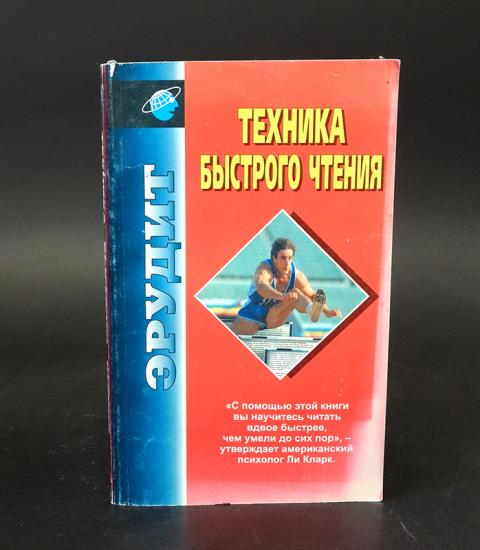 ЭРУДИТ
ТЕХНИКА
БЫСТРОГО ЧТЕНИЯ
«С помощью этой книги
вы научитесь читать
вдвое быстрее,
чем умели до сих пор», –
утверждает американский
психолог Ли Кларк.